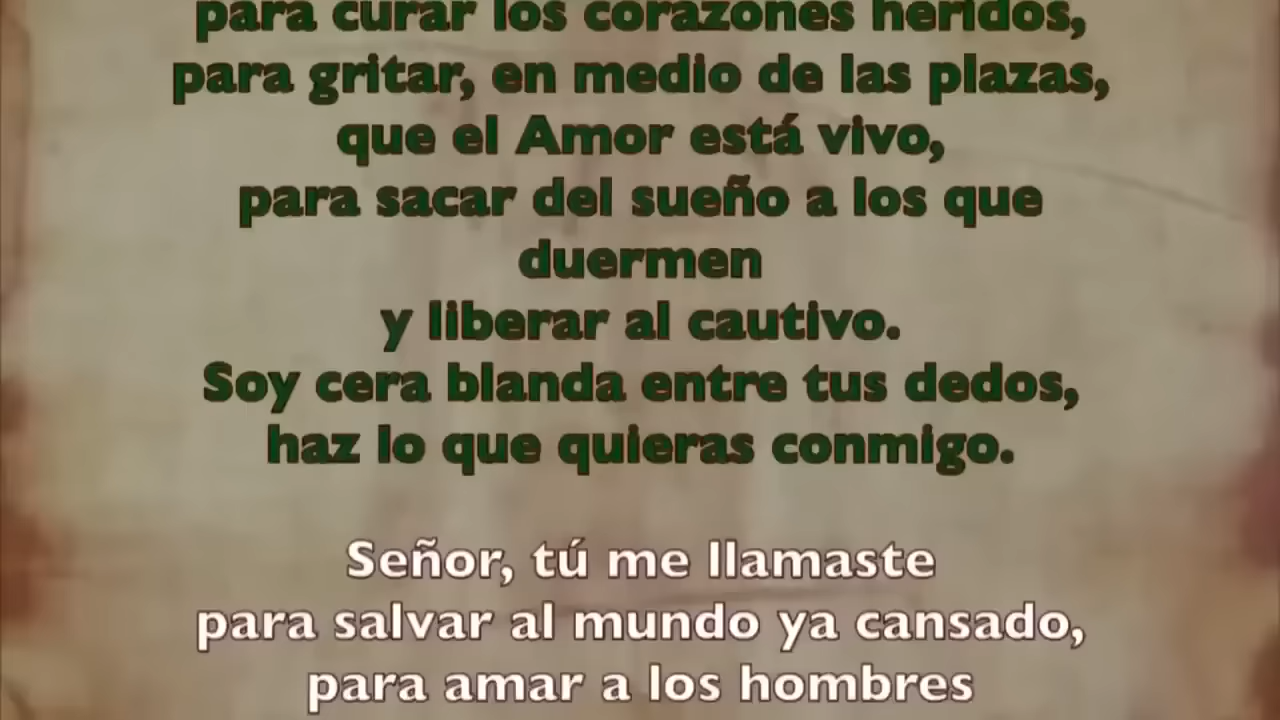 para curar los corazones heridos,
para gritar, en medio de las plazas,
que el Amor está vivo,
para sacar del sueño a los que
duermen
y liberar al cautivo.
Soy cera blanda entre tus dedos,
haz lo que quieras conmigo.
Señor, tú me llamaste
para salvar al mundo ya cansado,
para amar a los hombres